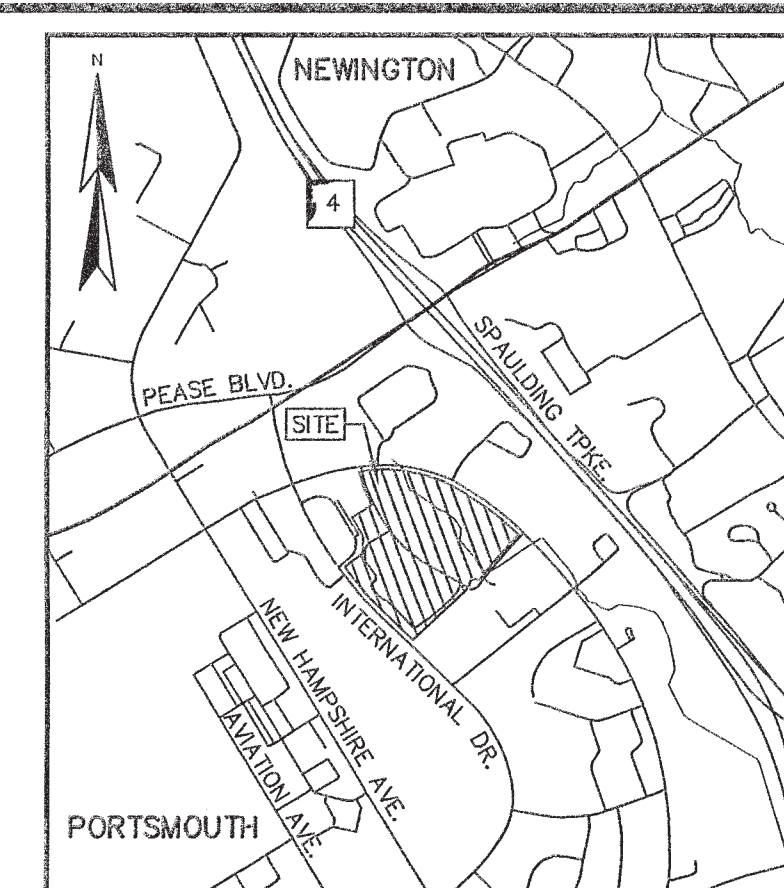 N
NEWINGTON
4
SPAULDING TPKE.
PEASE BLVD.
SITE
INTERNATIONAL DR.
NEW HAMPSHIRE AVE.
AVIATION AVE.
PORTSMOUTH